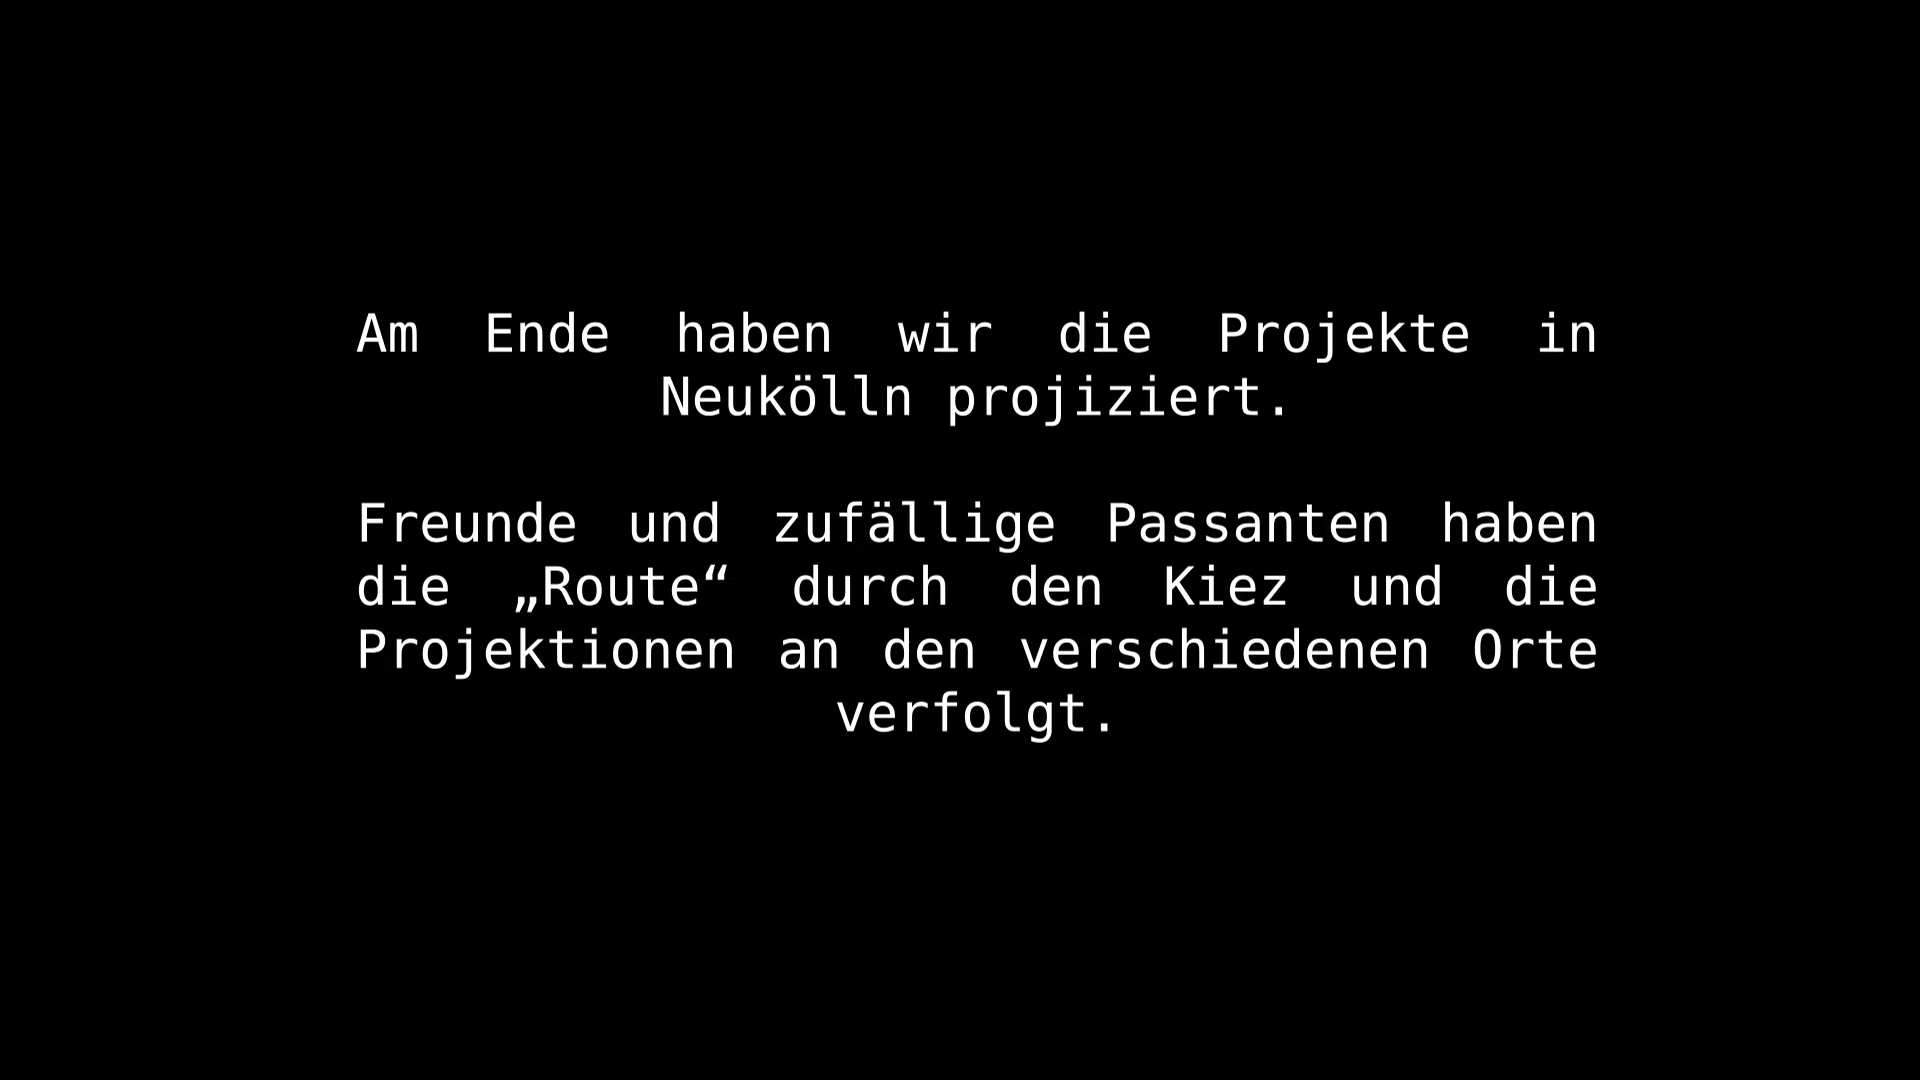 Am Ende haben wir die Projekte in
Neukölln projiziert.
Freunde und zufällige Passanten haben
die „Route“ durch den Kiez und die
Projektionen an den verschiedenen Orte
verfolgt.